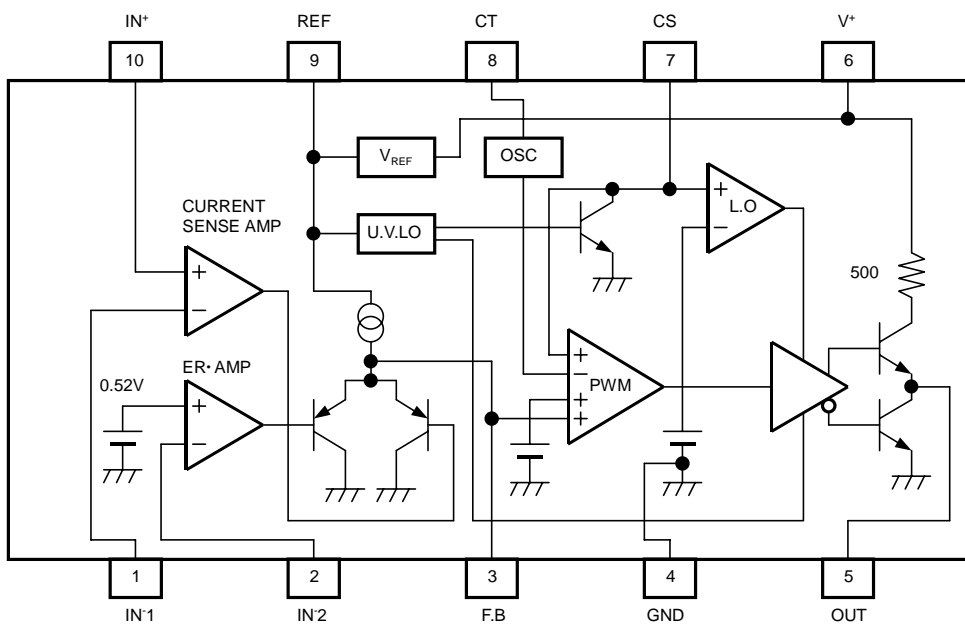 IN⁺ REF CT CS V⁺
10 9 8 7 6
V_REF OSC
+ L.O
−
CURRENT
SENSE AMP
U.V.LO
+
−
500
ER• AMP
0.52V
+
−
+
−
+
+
PWM
1 2 3 4 5
IN⁻1 IN⁻2 F.B GND OUT